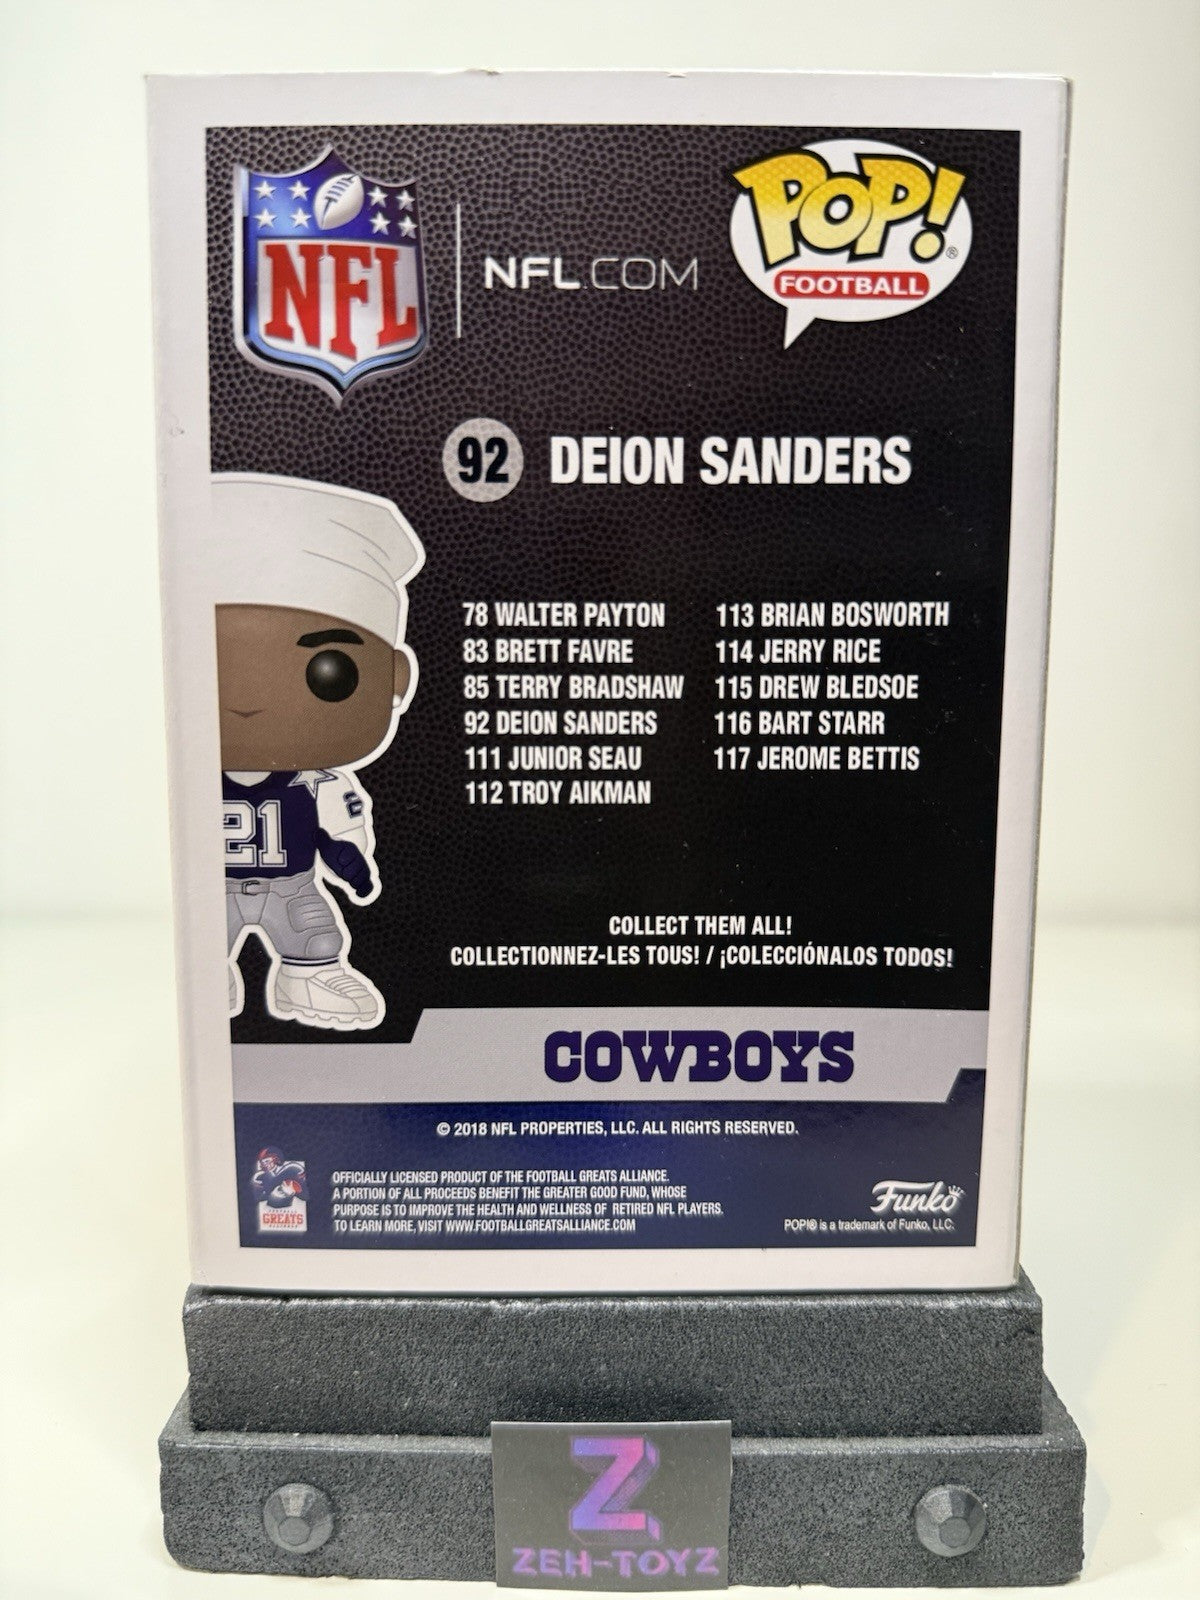 NFL
NFL.COM
POP!
®
FOOTBALL
92 DEION SANDERS
78 WALTER PAYTON
83 BRETT FAVRE
85 TERRY BRADSHAW
92 DEION SANDERS
111 JUNIOR SEAU
112 TROY AIKMAN
113 BRIAN BOSWORTH
114 JERRY RICE
115 DREW BLEDSOE
116 BART STARR
117 JEROME BETTIS
2
21
COLLECT THEM ALL!
COLLECTIONNEZ-LES TOUS! / ¡COLECCIÓNALOS TODOS!
COWBOYS
© 2018 NFL PROPERTIES, LLC. ALL RIGHTS RESERVED.
GREATS
OFFICIALLY LICENSED PRODUCT OF THE FOOTBALL GREATS ALLIANCE.
A PORTION OF ALL PROCEEDS BENEFIT THE GREATER GOOD FUND, WHOSE
PURPOSE IS TO IMPROVE THE HEALTH AND WELLNESS OF RETIRED NFL PLAYERS.
TO LEARN MORE, VISIT WWW.FOOTBALLGREATSALLIANCE.COM
Funko
POP!® is a trademark of Funko, LLC.
Z
ZEH-TOYZ